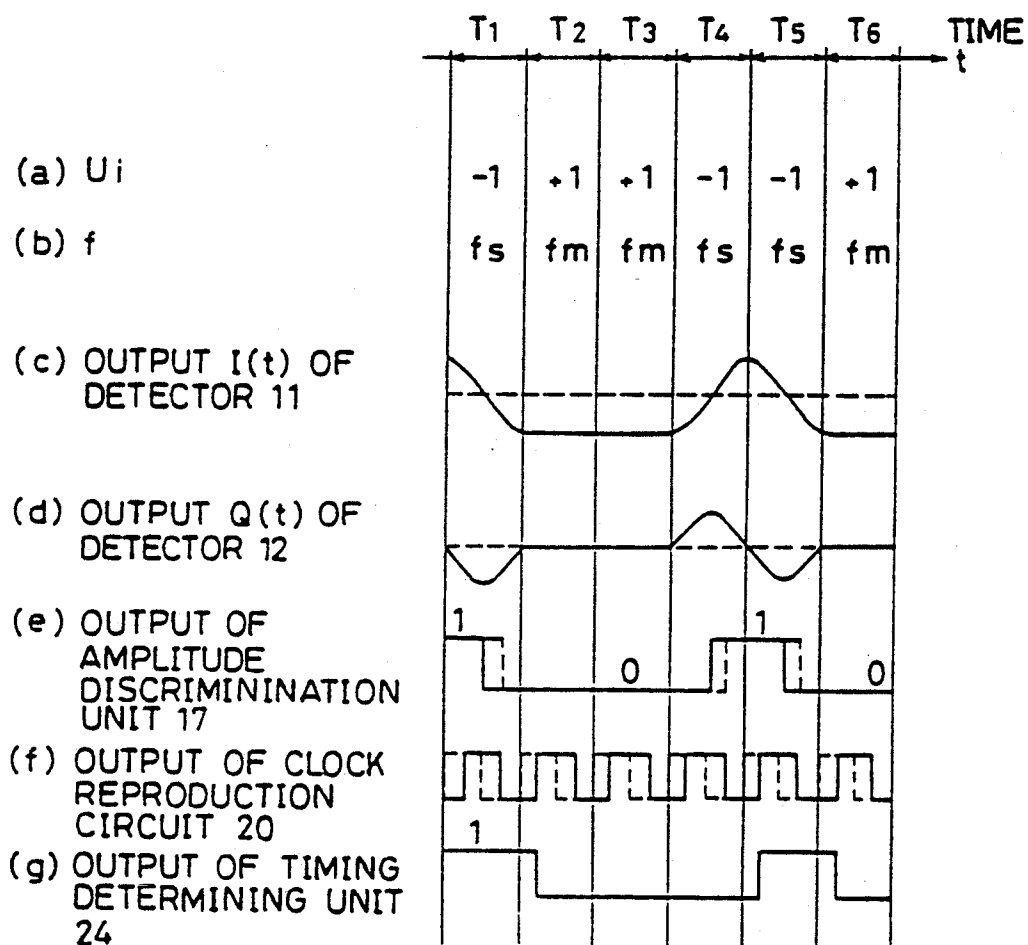 T1 T2 T3 T4 T5 T6 TIME
t
(a) Ui -1 +1 +1 -1 -1 +1
(b) f fs fm fm fs fs fm
(c) OUTPUT I(t) OF
DETECTOR 11
(d) OUTPUT Q(t) OF
DETECTOR 12
(e) OUTPUT OF
AMPLITUDE
DISCRIMININATION
UNIT 17
1 0 1 0
(f) OUTPUT OF CLOCK
REPRODUCTION
CIRCUIT 20
(g) OUTPUT OF TIMING
DETERMINING UNIT
24
1